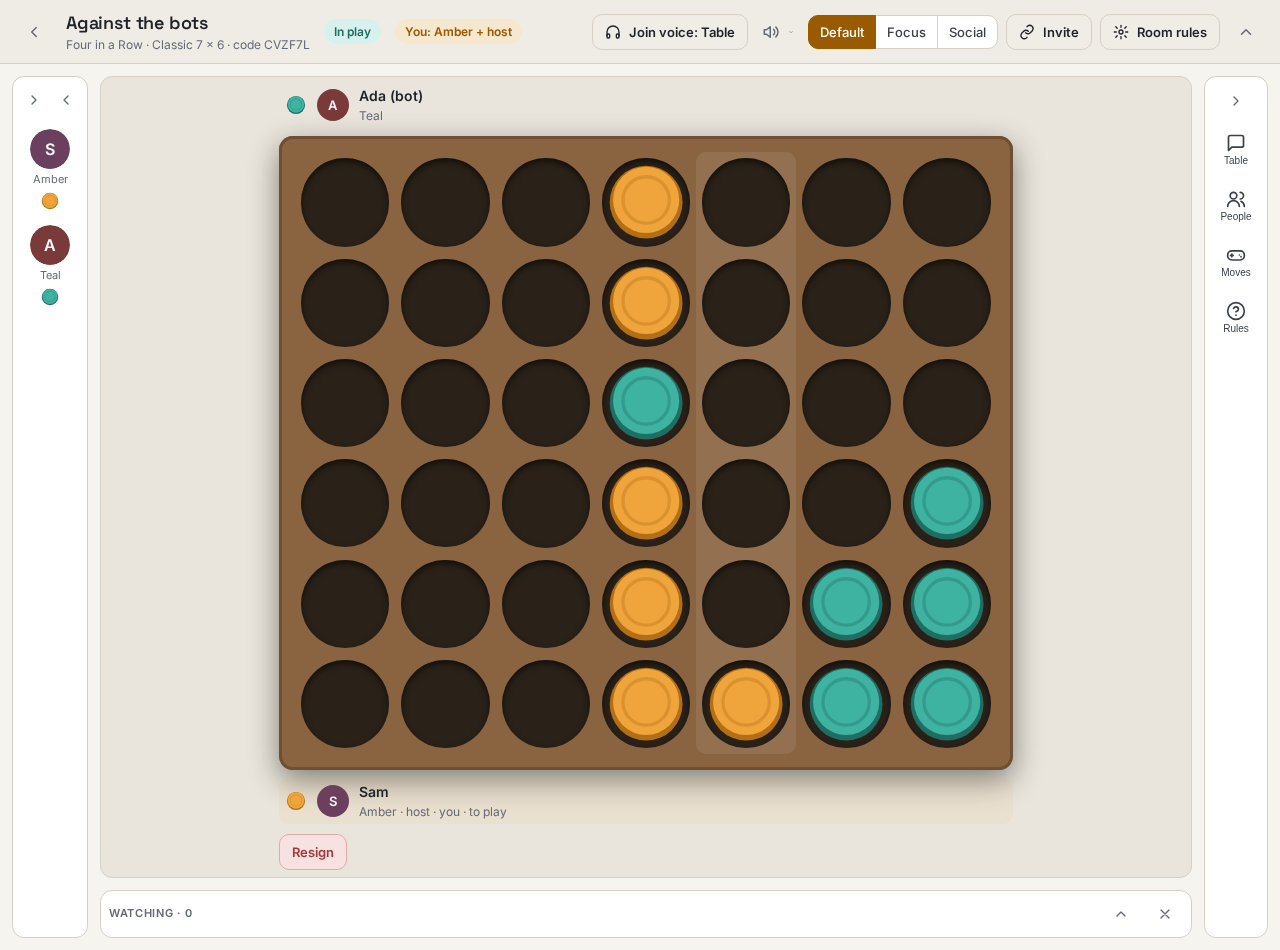 Against the bots
Four in a Row · Classic 7 × 6 · code CVZF7L
In play
You: Amber + host
Join voice: Table
Default
Focus
Social
Invite
Room rules
S
Amber
A
Teal
A
Ada (bot)
Teal
S
Sam
Amber · host · you · to play
Resign
WATCHING · 0
Table
People
Moves
Rules